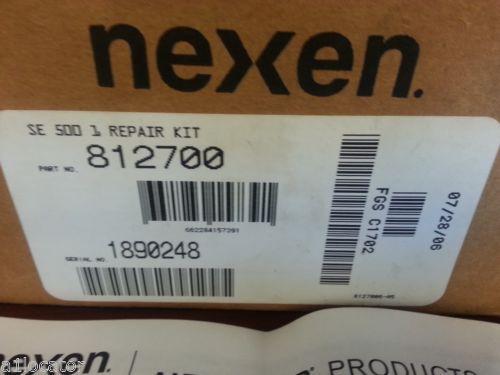 nexen.
SE 500 1 REPAIR KIT
PART NO. 812700
662284157291
SERIAL NO. 1890248
FGS C1702
07/28/06
nexen.
PRODUCTS
a1locator